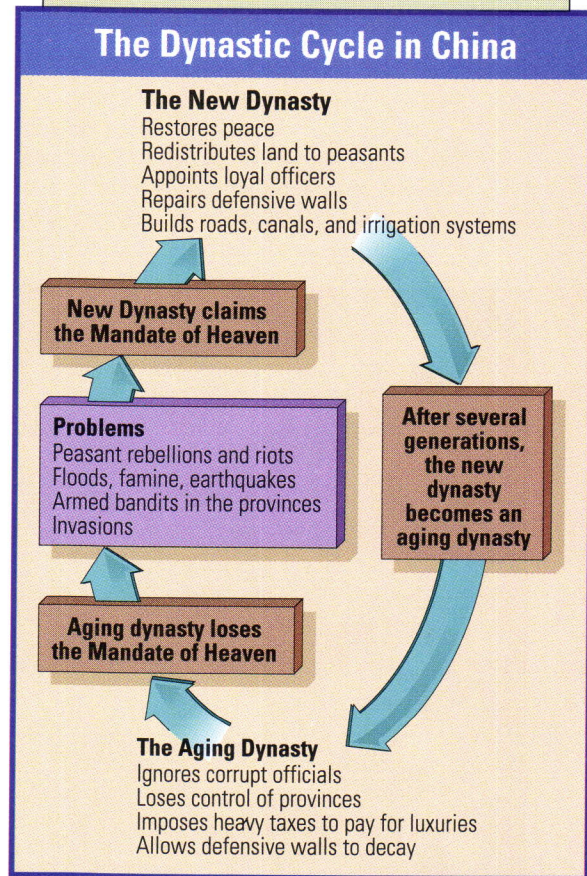 The Dynastic Cycle in China
The New Dynasty
Restores peace
Redistributes land to peasants
Appoints loyal officers
Repairs defensive walls
Builds roads, canals, and irrigation systems
After several
generations,
the new
dynasty
becomes an
aging dynasty
The Aging Dynasty
Ignores corrupt officials
Loses control of provinces
Imposes heavy taxes to pay for luxuries
Allows defensive walls to decay
Aging dynasty loses
the Mandate of Heaven
Problems
Peasant rebellions and riots
Floods, famine, earthquakes
Armed bandits in the provinces
Invasions
New Dynasty claims
the Mandate of Heaven